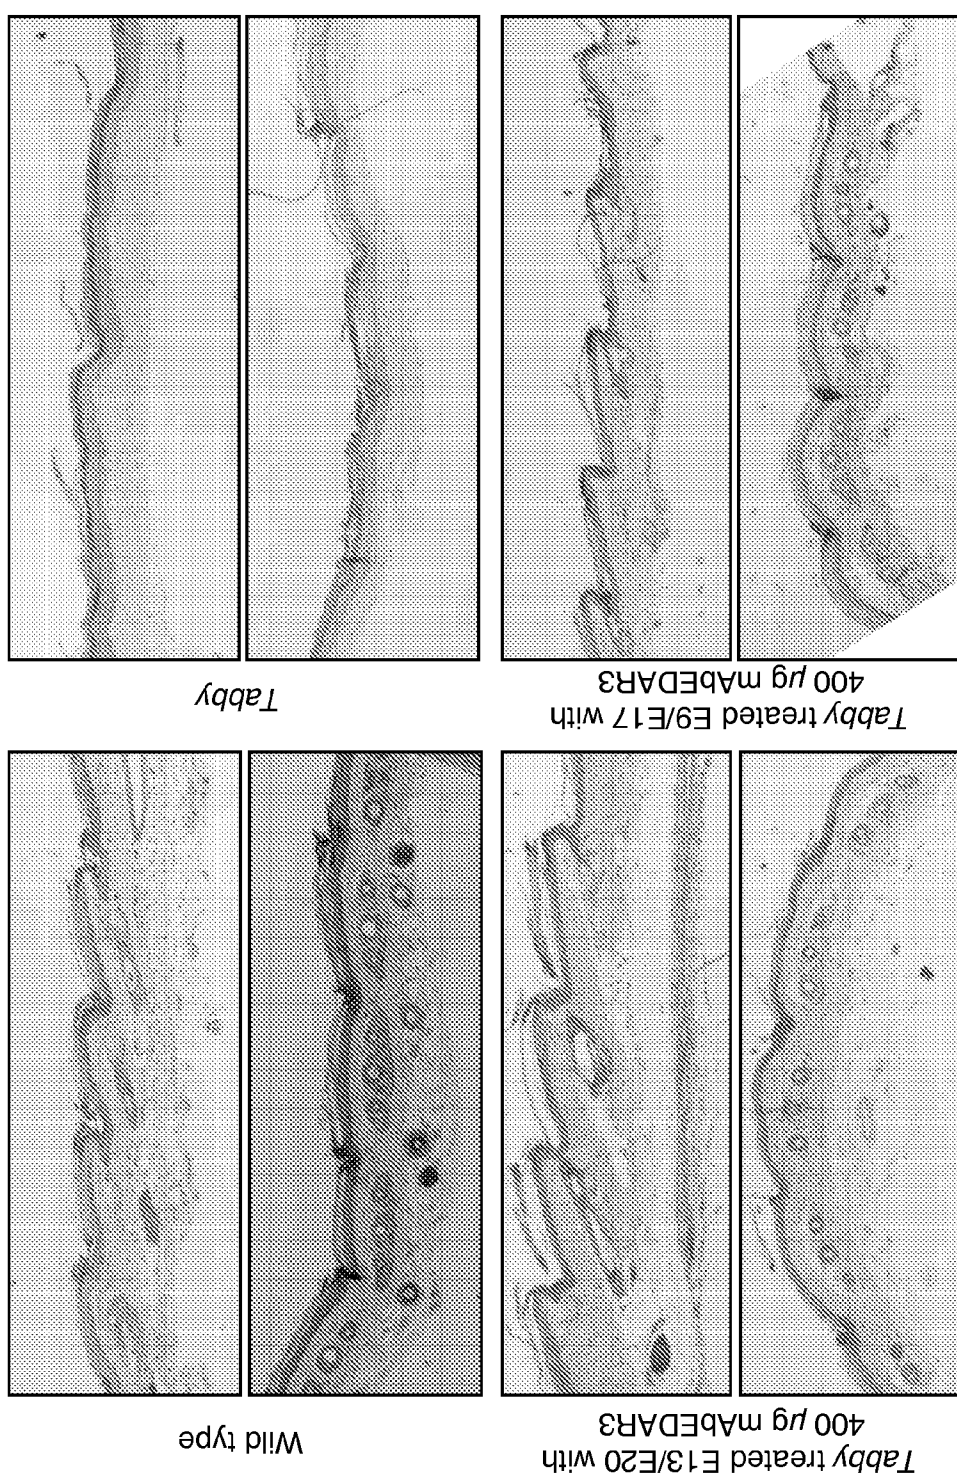 Tabby treated E13/E20 with
400 µg mAbEDAR3
Wild type
Tabby treated E9/E17 with
400 µg mAbEDAR3
Tabby